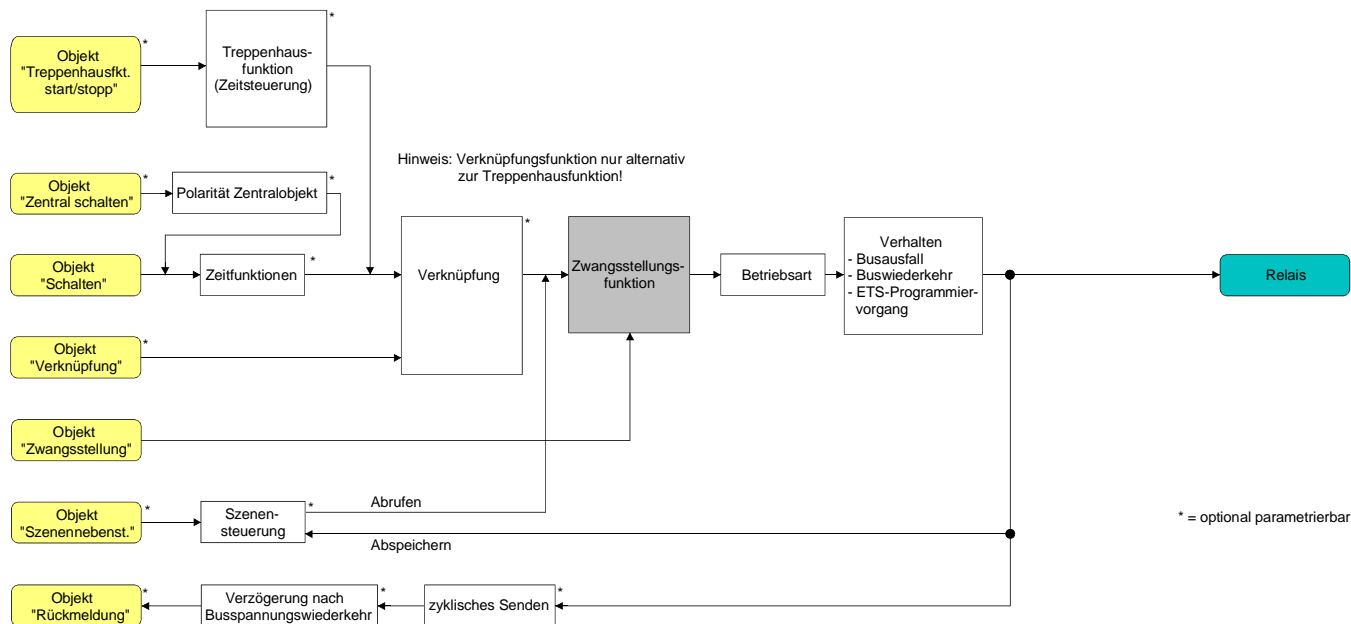 *
Objekt
"Treppenhausfkt.
start/stopp"
*
Treppenhaus-
funktion
(Zeitsteuerung)
*
Hinweis: Verknüpfungsfunktion nur alternativ
zur Treppenhausfunktion!
Objekt
"Zentral schalten"
*
Polarität Zentralobjekt
*
Objekt
"Schalten"
*
Zeitfunktionen
*
Verknüpfung
*
Zwangsstellungs-
funktion
Betriebsart
Verhalten
- Busausfall
- Buswiederkehr
- ETS-Programmier-
vorgang
Relais
Objekt
"Verknüpfung"
*
Objekt
"Zwangsstellung"
Objekt
"Szenennebenst."
*
Szenen-
steuerung
*
Abrufen
Abspeichern
* = optional parametrierbar
Objekt
"Rückmeldung"
*
Verzögerung nach
Busspannungswiederkehr
*
zyklisches Senden